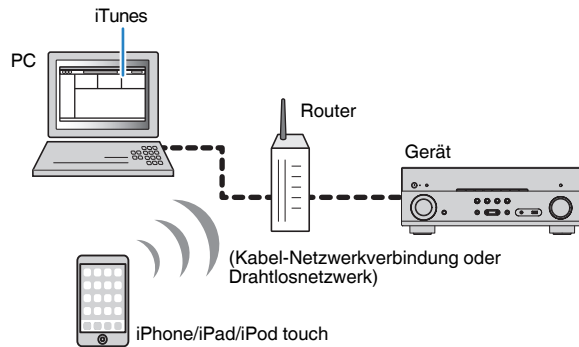 iTunes
PC
Router
Gerät
(Kabel-Netzwerkverbindung oder
Drahtlosnetzwerk)
iPhone/iPad/iPod touch